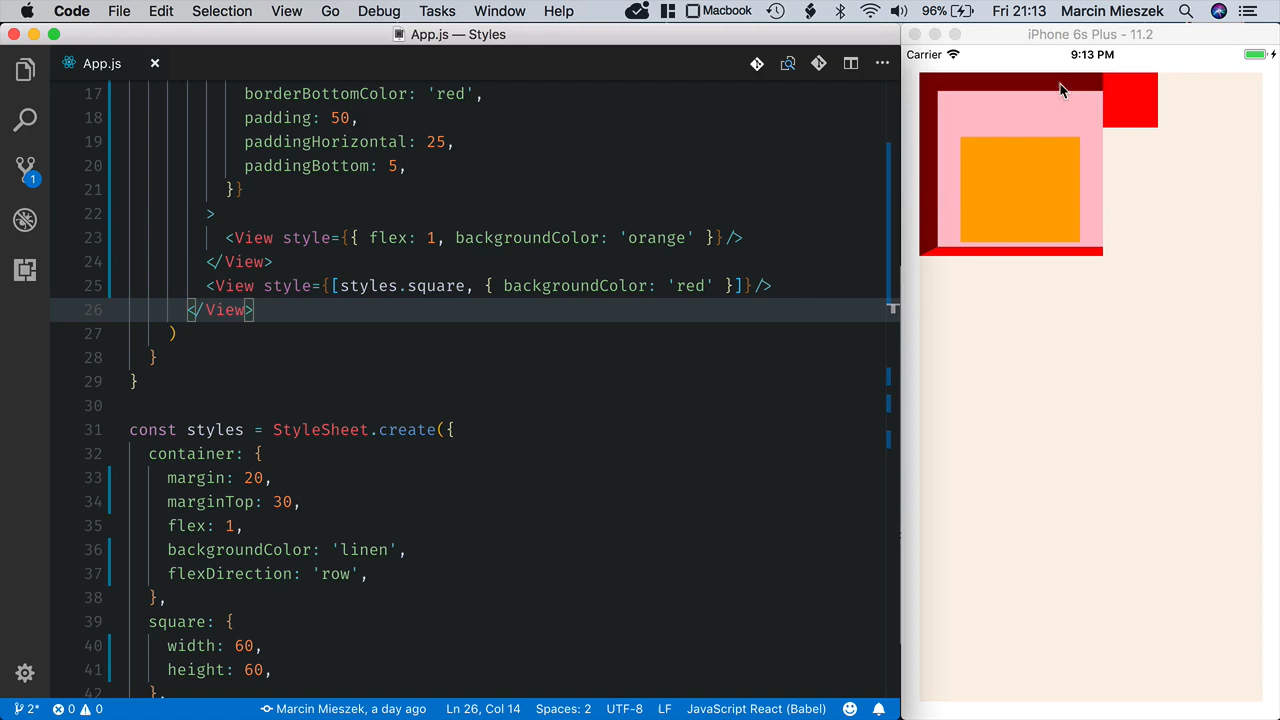 Code File Edit Selection View Go Debug Tasks Window Help Macbook 96% Fri 21:13 Marcin Mieszek
App.js — Styles
iPhone 6s Plus - 11.2
App.js
Carrier 9:13 PM
17 borderBottomColor: 'red',
18 padding: 50,
19 paddingHorizontal: 25,
20 paddingBottom: 5,
21 }}
22 >
23 <View style={{ flex: 1, backgroundColor: 'orange' }}/>
24 </View>
25 <View style={[styles.square, { backgroundColor: 'red' }]}/>
26 </View>
27 )
28 }
29 }
30
31 const styles = StyleSheet.create({
32 container: {
33 margin: 20,
34 marginTop: 30,
35 flex: 1,
36 backgroundColor: 'linen',
37 flexDirection: 'row',
38 },
39 square: {
40 width: 60,
41 height: 60,
42 },
1
2* 0 0 Marcin Mieszek, a day ago Ln 26, Col 14 Spaces: 2 UTF-8 LF JavaScript React (Babel)